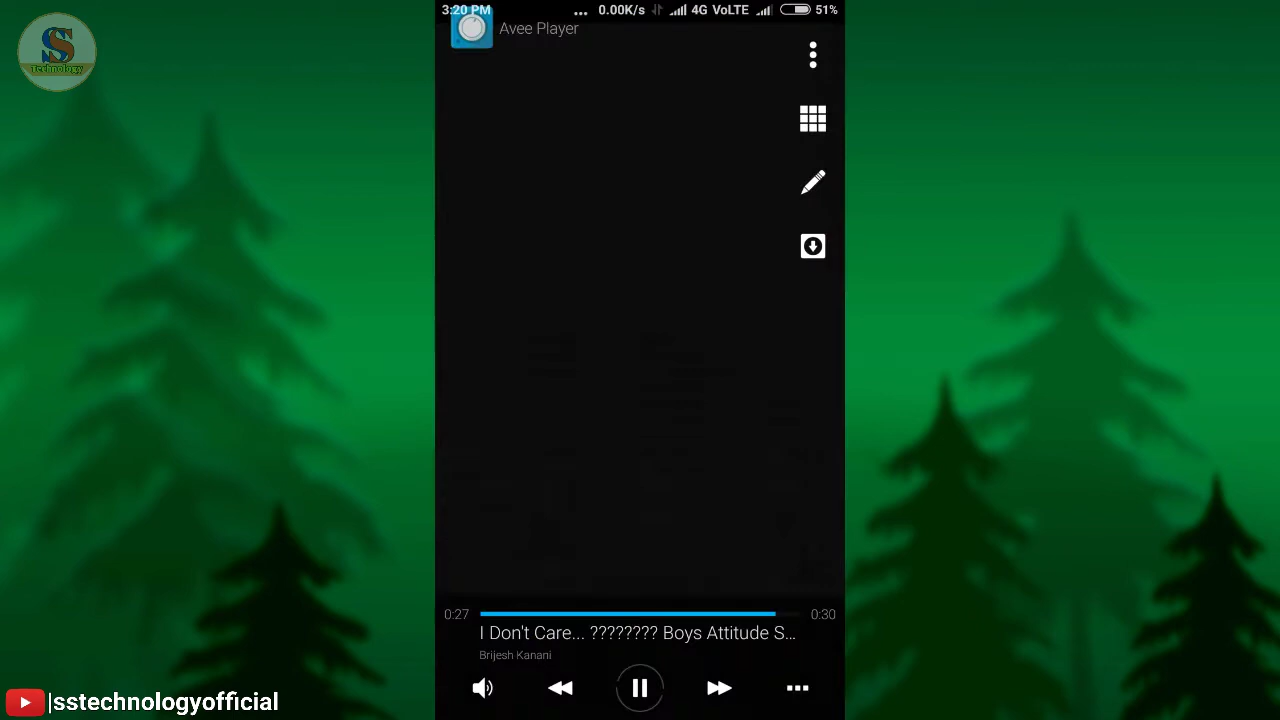 3:20 PM ... 0.00K/s 4G VoLTE 51%
Avee Player
S
Technology
0:27 0:30
I Don't Care... ???????? Boys Attitude S...
Brijesh Kanani
|sstechnologyofficial